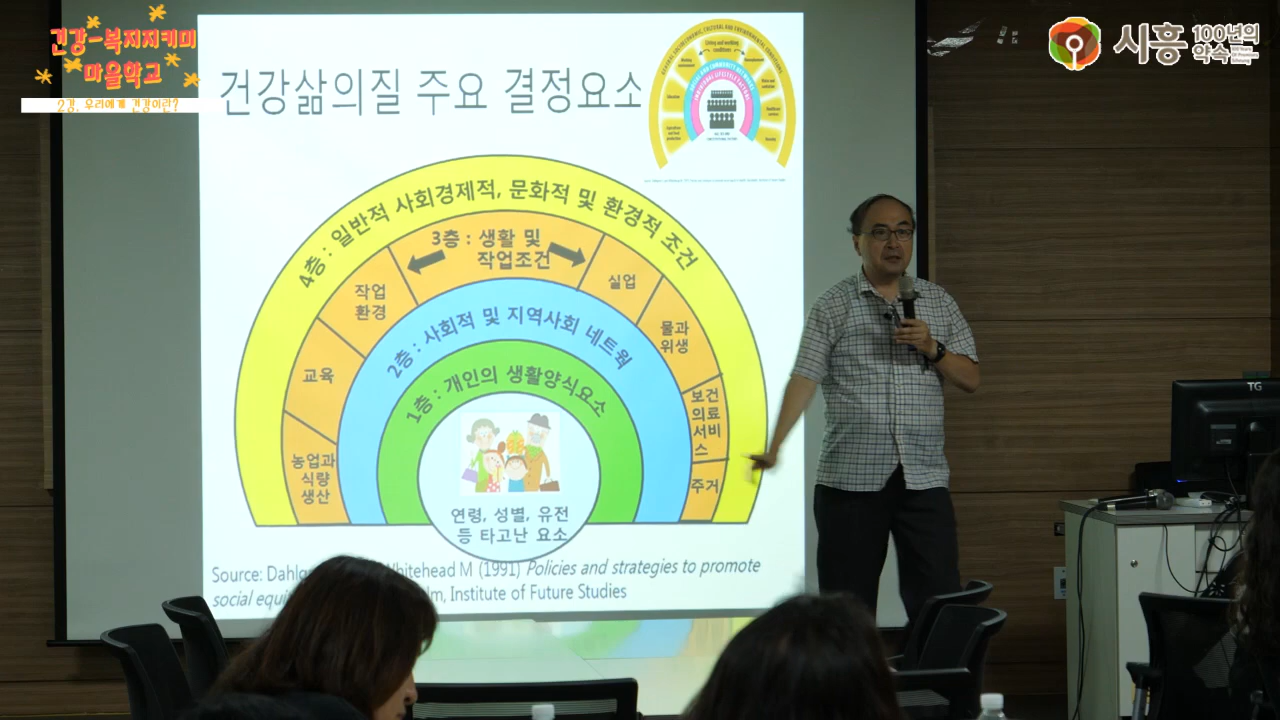 건강-복지지키미
마을학교
2강. 우리에게 건강이란?
시흥 100년의
약속
건강삶의질 주요 결정요소
4층 : 일반적 사회경제적, 문화적 및 환경적 조건
3층 : 생활 및
작업조건
작업
환경
실업
교육
물과
위생
농업과
식량
생산
보건
의료
서비
스
주거
2층 : 사회적 및 지역사회 네트웍
1층 : 개인의 생활양식요소
연령, 성별, 유전
등 타고난 요소
Source: Dahlg Whitehead M (1991) Policies and strategies to promote
social equi lm, Institute of Future Studies
TG